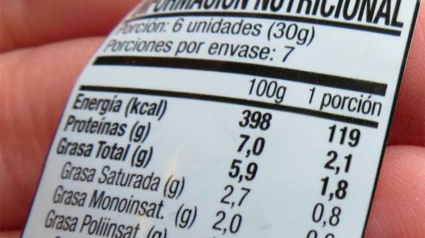 INFORMACIÓN NUTRICIONAL
Porción: 6 unidades (30g)
Porciones por envase: 7
100g 1 porción
Energía (kcal) 398 119
Proteínas (g) 7,0 2,1
Grasa Total (g) 5,9 1,8
Grasa Saturada (g) 2,7 0,8
Grasa Monoinsat. (g) 2,0
Grasa Poliinsat. (g)